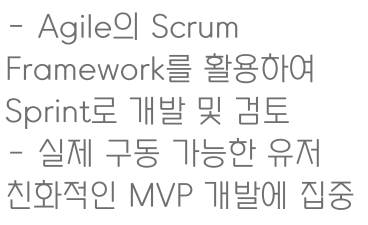 - Agile의 Scrum
Framework를 활용하여
Sprint로 개발 및 검토
- 실제 구동 가능한 유저
친화적인 MVP 개발에 집중